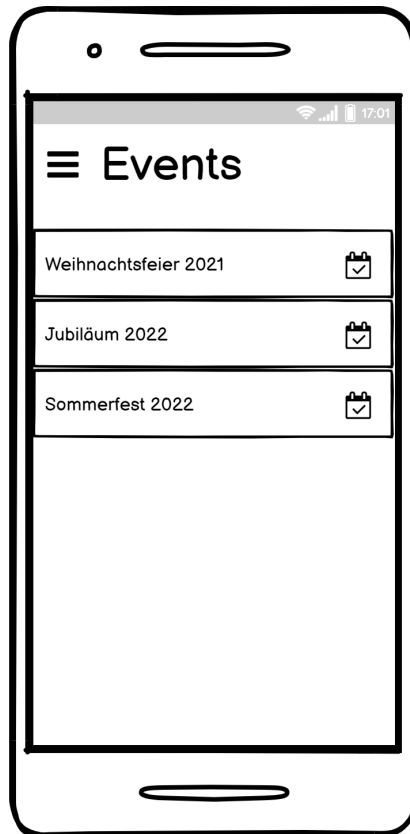 17:01
Events
Weihnachtsfeier 2021
Jubiläum 2022
Sommerfest 2022